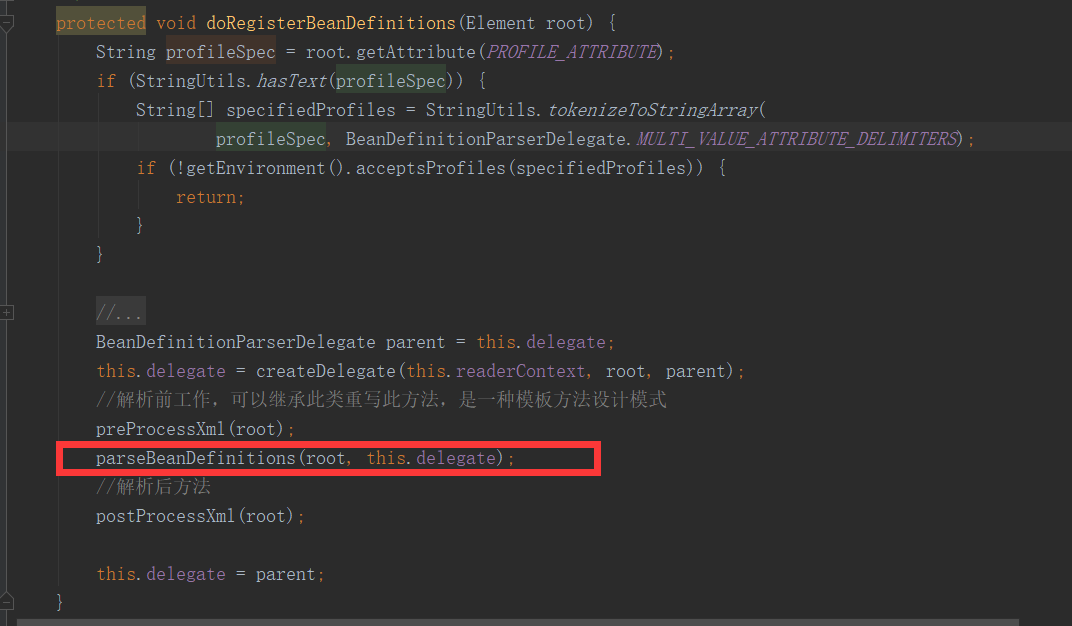 protected void doRegisterBeanDefinitions(Element root) {
String profileSpec = root.getAttribute(PROFILE_ATTRIBUTE);
if (StringUtils.hasText(profileSpec)) {
String[] specifiedProfiles = StringUtils.tokenizeToStringArray(
profileSpec, BeanDefinitionParserDelegate.MULTI_VALUE_ATTRIBUTE_DELIMITERS);
if (!getEnvironment().acceptsProfiles(specifiedProfiles)) {
return;
}
}
//...
BeanDefinitionParserDelegate parent = this.delegate;
this.delegate = createDelegate(this.readerContext, root, parent);
//解析前工作，可以继承此类重写此方法，是一种模板方法设计模式
preProcessXml(root);
parseBeanDefinitions(root, this.delegate);
//解析后方法
postProcessXml(root);
this.delegate = parent;
}